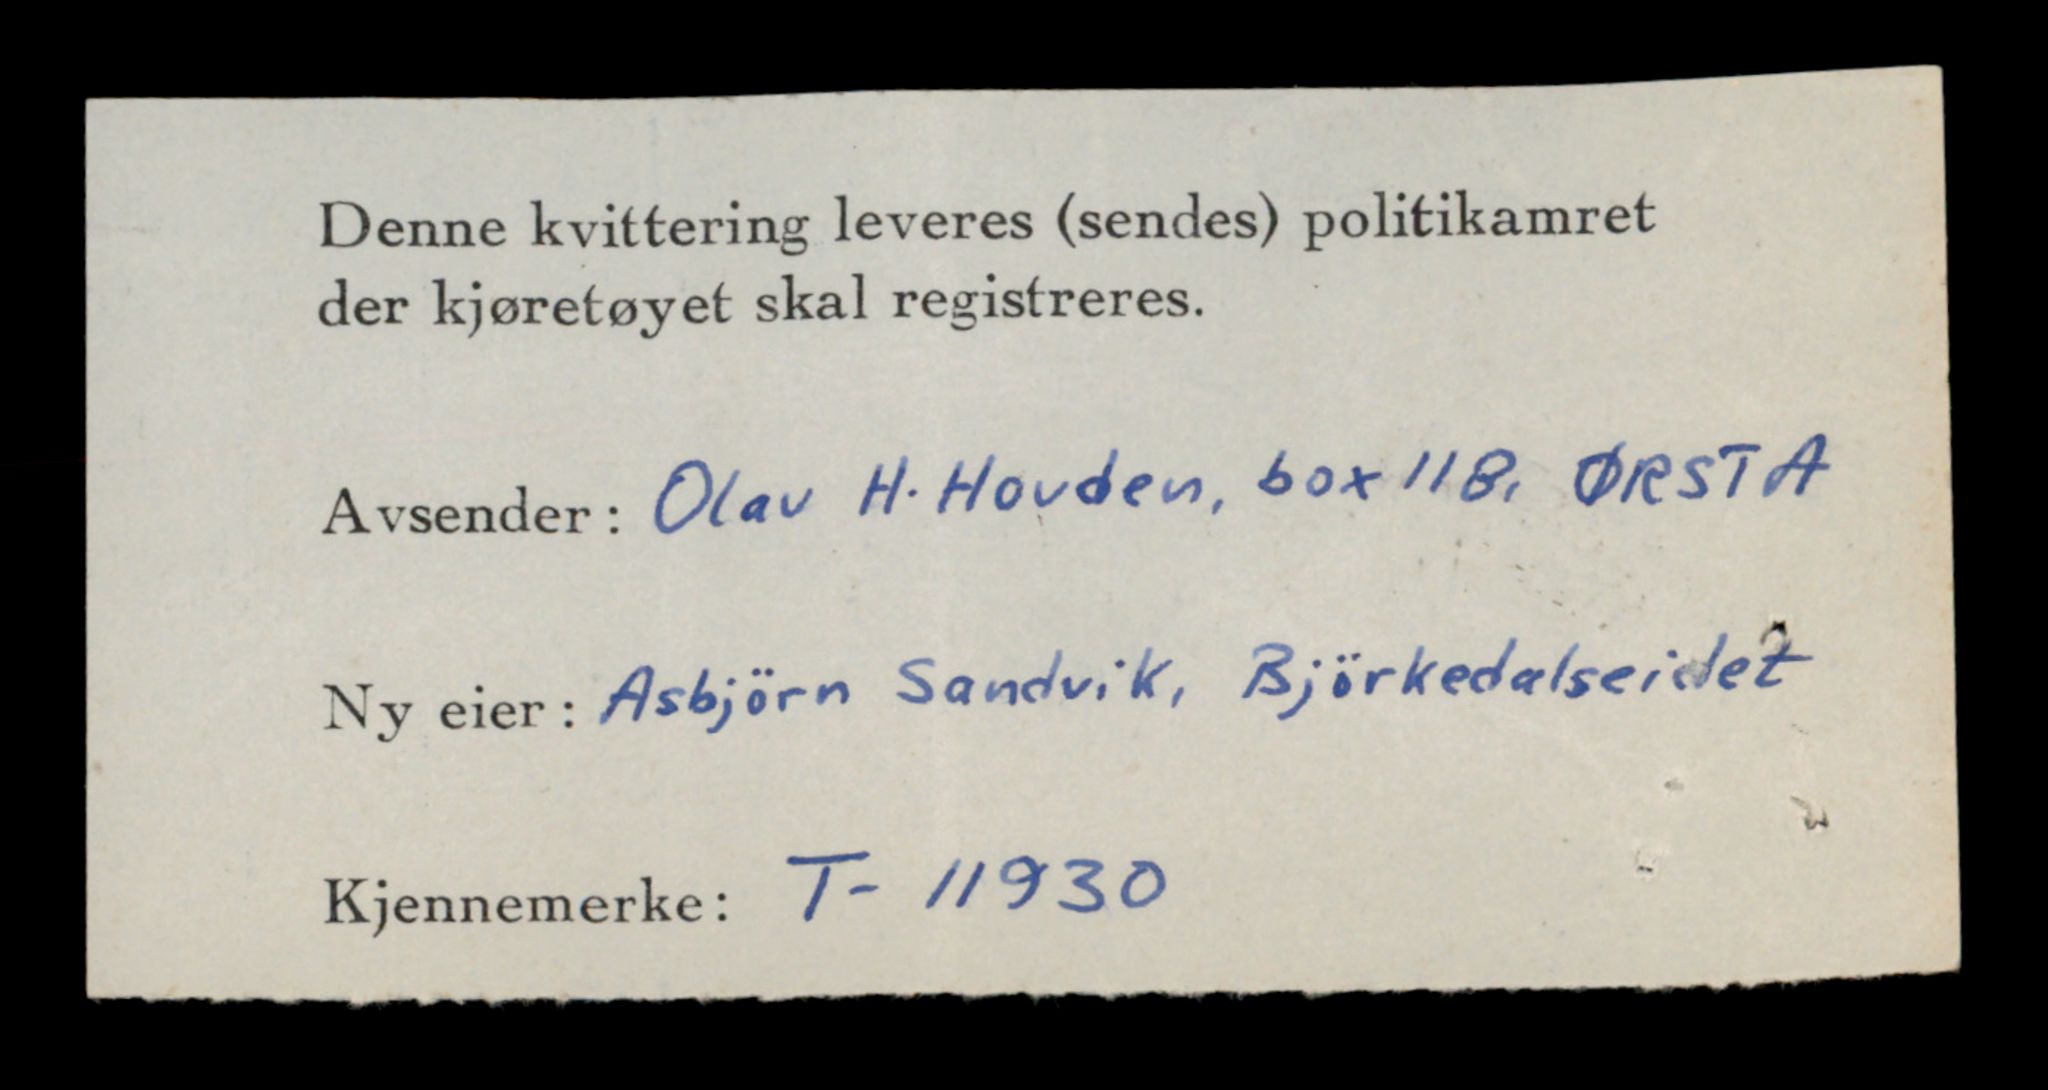 Denne kvittering leveres (sendes) politikamret
der kjøretøyet skal registreres.
Avsender: Olav H. Hovden, box 118, ØRSTA
Ny eier: Asbjörn Sandvik, Björkedalseidet
Kjennemerke: T- 11930